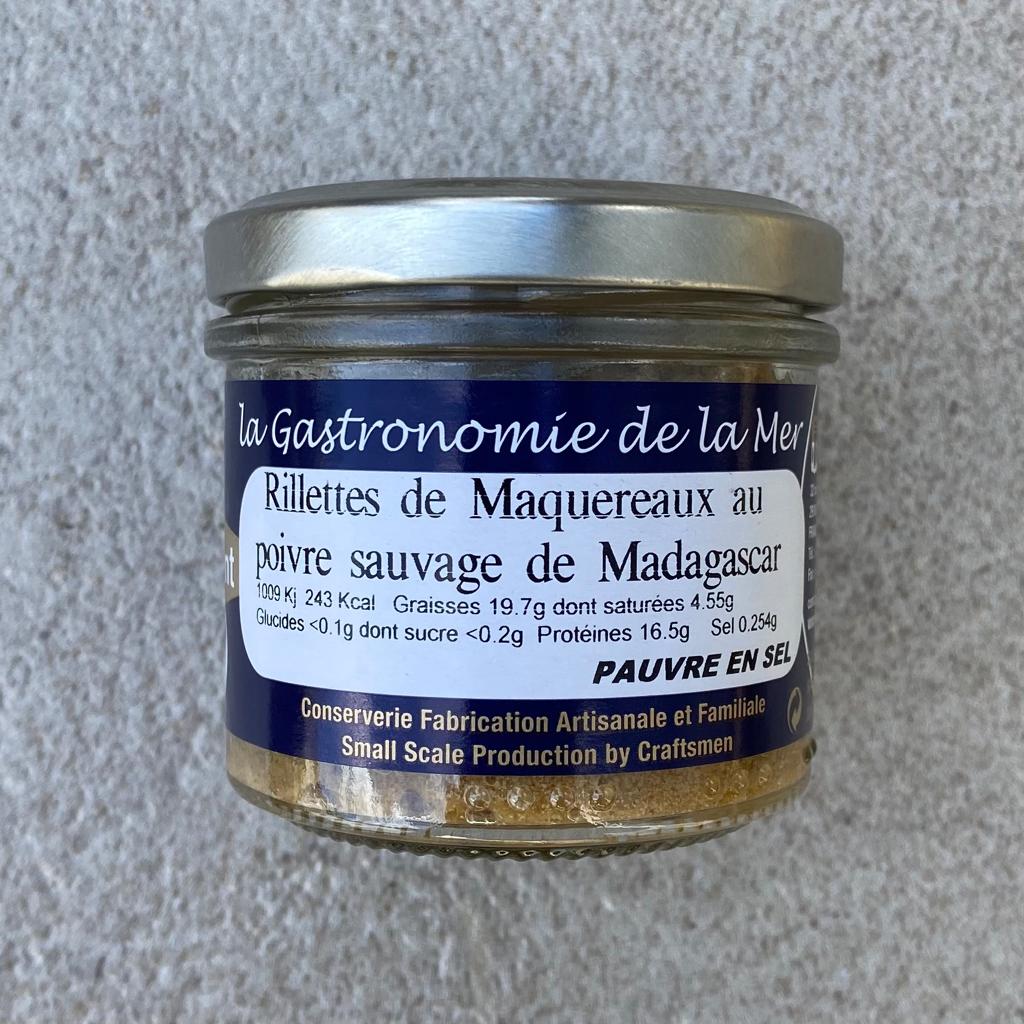 la Gastronomie de la Mer
Rillettes de Maquereaux au
poivre sauvage de Madagascar
1009 Kj 243 Kcal Graisses 19.7g dont saturées 4.55g
Glucides <0.1g dont sucre <0.2g Protéines 16.5g Sel 0.254g
PAUVRE EN SEL
Conserverie Fabrication Artisanale et Familiale
Small Scale Production by Craftsmen